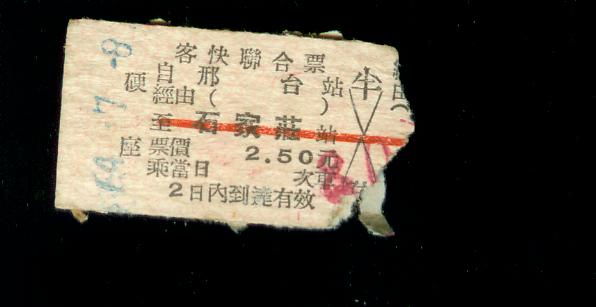 客快聯合票
硬座
自邢台站
經由( )
至石家莊站
票價 2.50元
乘當日 次車
2日內到達有效
半